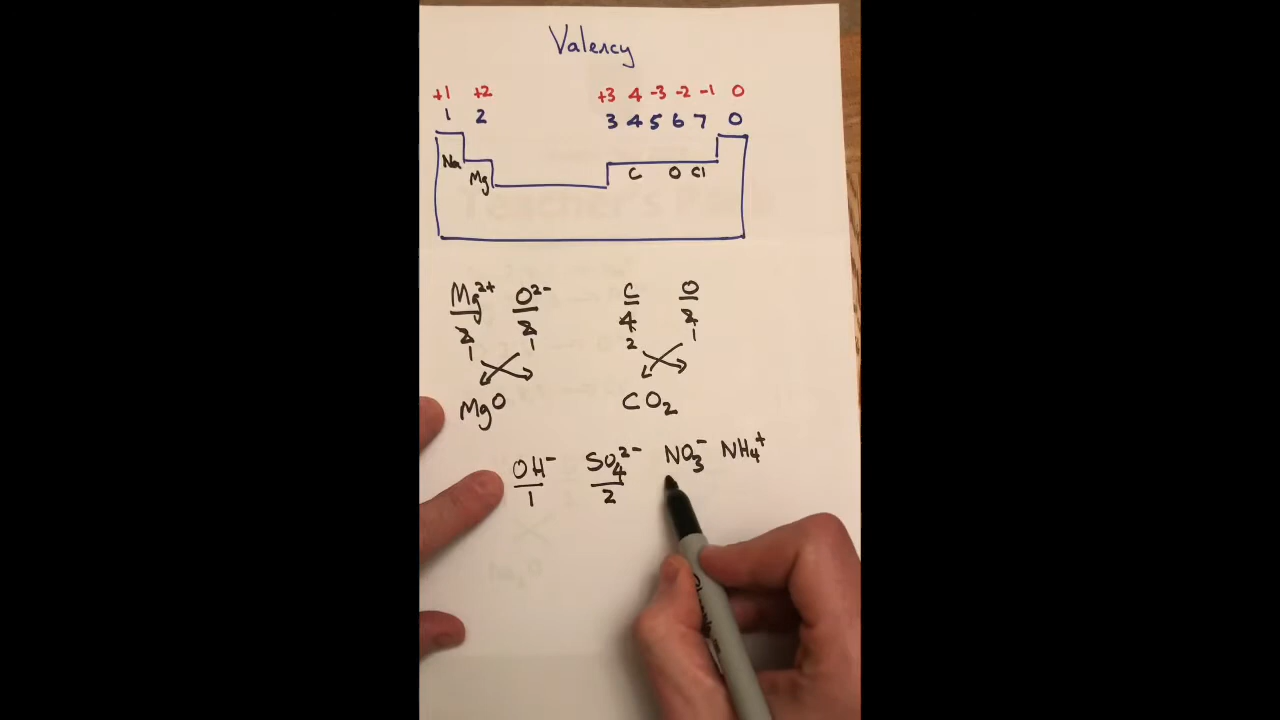 Valency
+1 +2 +3 4 -3 -2 -1 0
1 2 3 4 5 6 7 0
Na Mg C O Cl
Mg²⁺ O²⁻ C O
2 2 4 2
1 1 2 1
MgO CO₂
OH⁻ SO₄²⁻ NO₃⁻ NH₄⁺
1 2